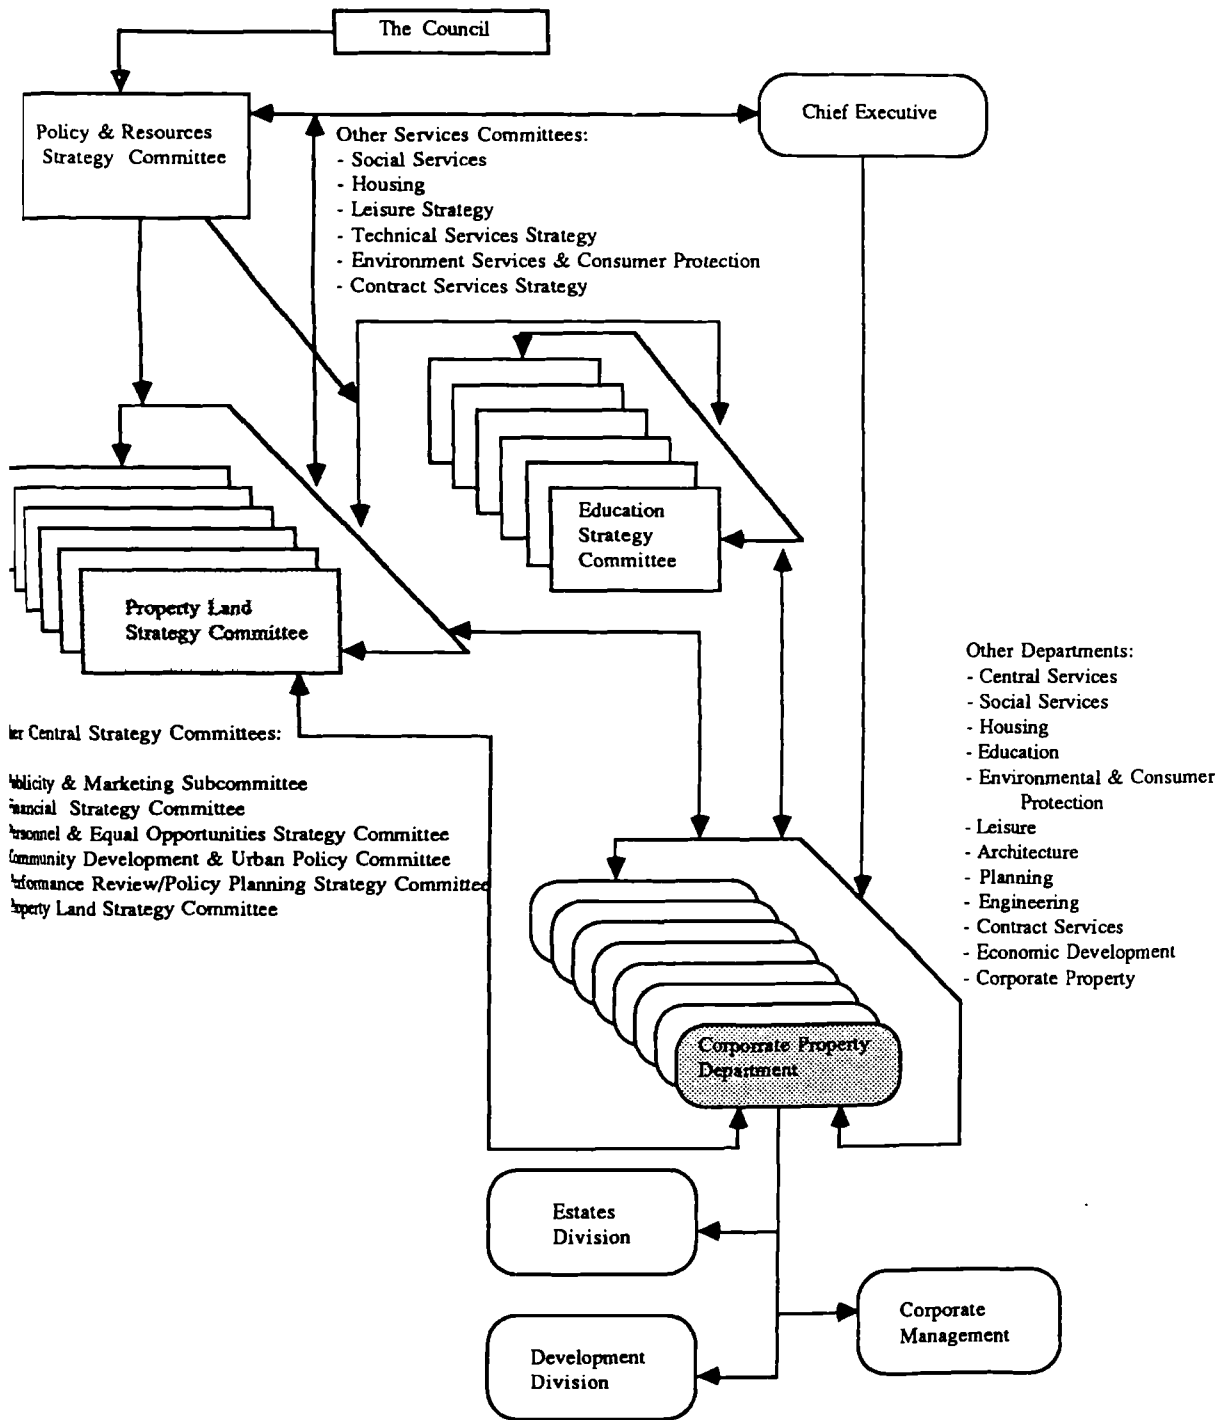 The Council
Policy & Resources
Strategy Committee
Chief Executive
Other Services Committees:
- Social Services
- Housing
- Leisure Strategy
- Technical Services Strategy
- Environment Services & Consumer Protection
- Contract Services Strategy
Education
Strategy
Committee
Property Land
Strategy Committee
Central Strategy Committees:
& Marketing Subcommittee
Strategy Committee
& Equal Opportunities Strategy Committee
Development & Urban Policy Committee
Review/Policy Planning Strategy Committee
Land Strategy Committee
Other Departments:
- Central Services
- Social Services
- Housing
- Education
- Environmental & Consumer
Protection
- Leisure
- Architecture
- Planning
- Engineering
- Contract Services
- Economic Development
- Corporate Property
Corporate Property
Department
Estates
Division
Corporate
Management
Development
Division